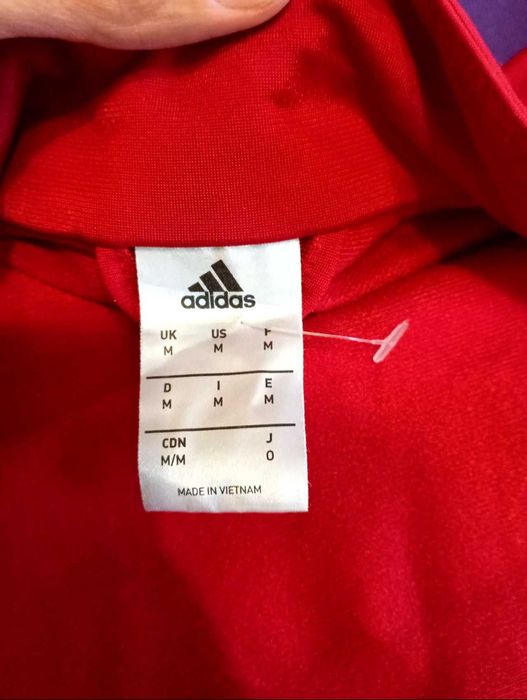 adidas
UK US F
M M M
D I E
M M M
CDN J
M/M O
MADE IN VIETNAM